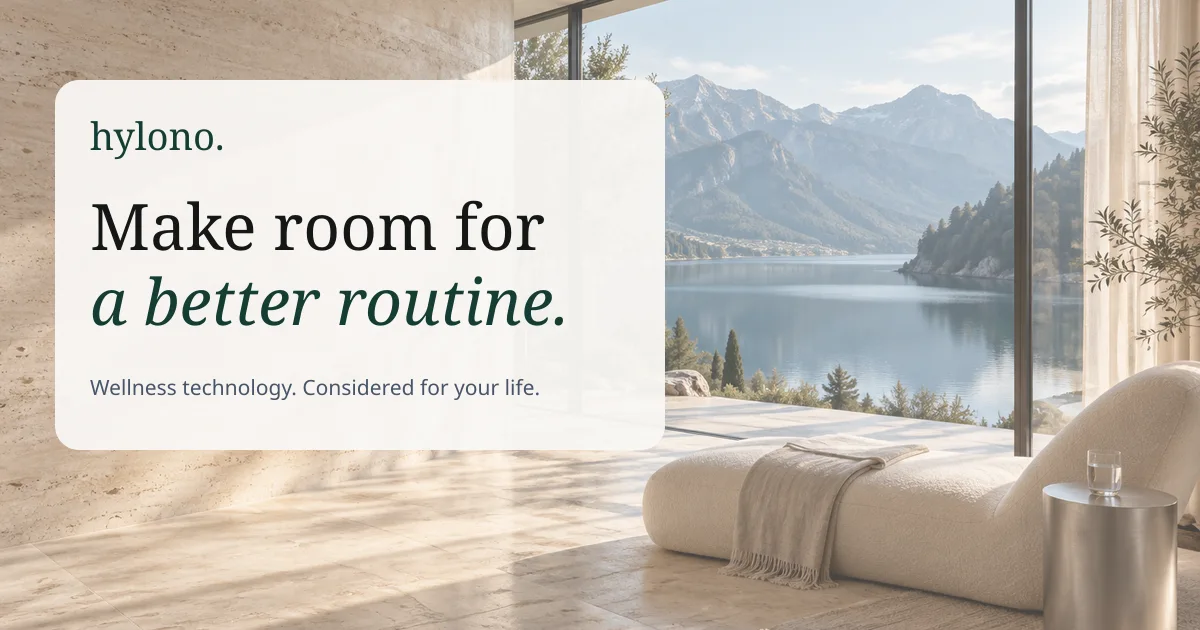 hylono.
Make room for
a better routine.
Wellness technology. Considered for your life.